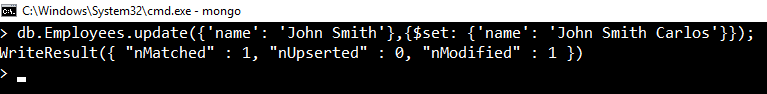 C:\Windows\System32\cmd.exe - mongo
> db.Employees.update({'name': 'John Smith'},{$set: {'name': 'John Smith Carlos'}});
WriteResult({ "nMatched" : 1, "nUpserted" : 0, "nModified" : 1 })
>